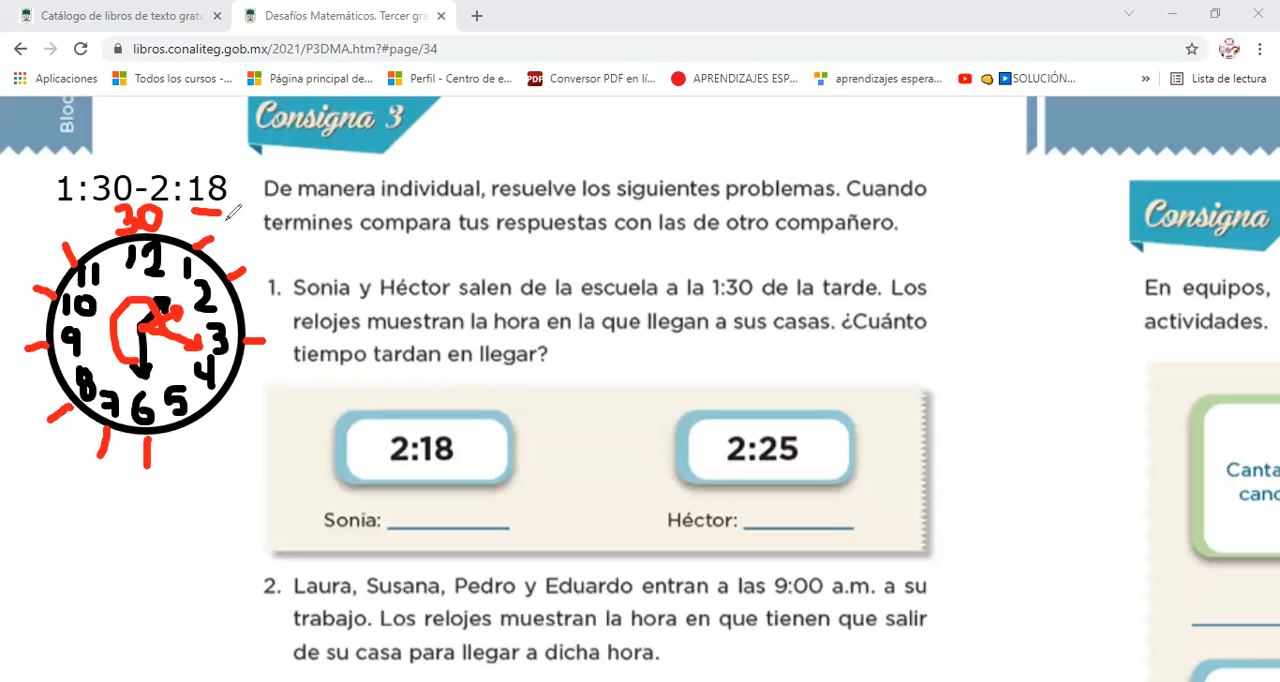 Catálogo de libros de texto gratu
Desafíos Matemáticos. Tercer gra
libros.conaliteg.gob.mx/2021/P3DMA.htm?#page/34
Aplicaciones
Todos los cursos -...
Página principal de...
Perfil - Centro de e...
PDF Conversor PDF en lí...
APRENDIZAJES ESP...
aprendizajes espera...
SOLUCIÓN...
»
Lista de lectura
Bloq
Consigna 3
1:30-2:18
30
12
11 1
10 2
9 3
8 4
7 6 5
De manera individual, resuelve los siguientes problemas. Cuando
termines compara tus respuestas con las de otro compañero.
1. Sonia y Héctor salen de la escuela a la 1:30 de la tarde. Los
relojes muestran la hora en la que llegan a sus casas. ¿Cuánto
tiempo tardan en llegar?
2:18 2:25
Sonia: __________ Héctor: __________
2. Laura, Susana, Pedro y Eduardo entran a las 9:00 a.m. a su
trabajo. Los relojes muestran la hora en que tienen que salir
de su casa para llegar a dicha hora.
Consigna
En equipos,
actividades.
Canta
canc